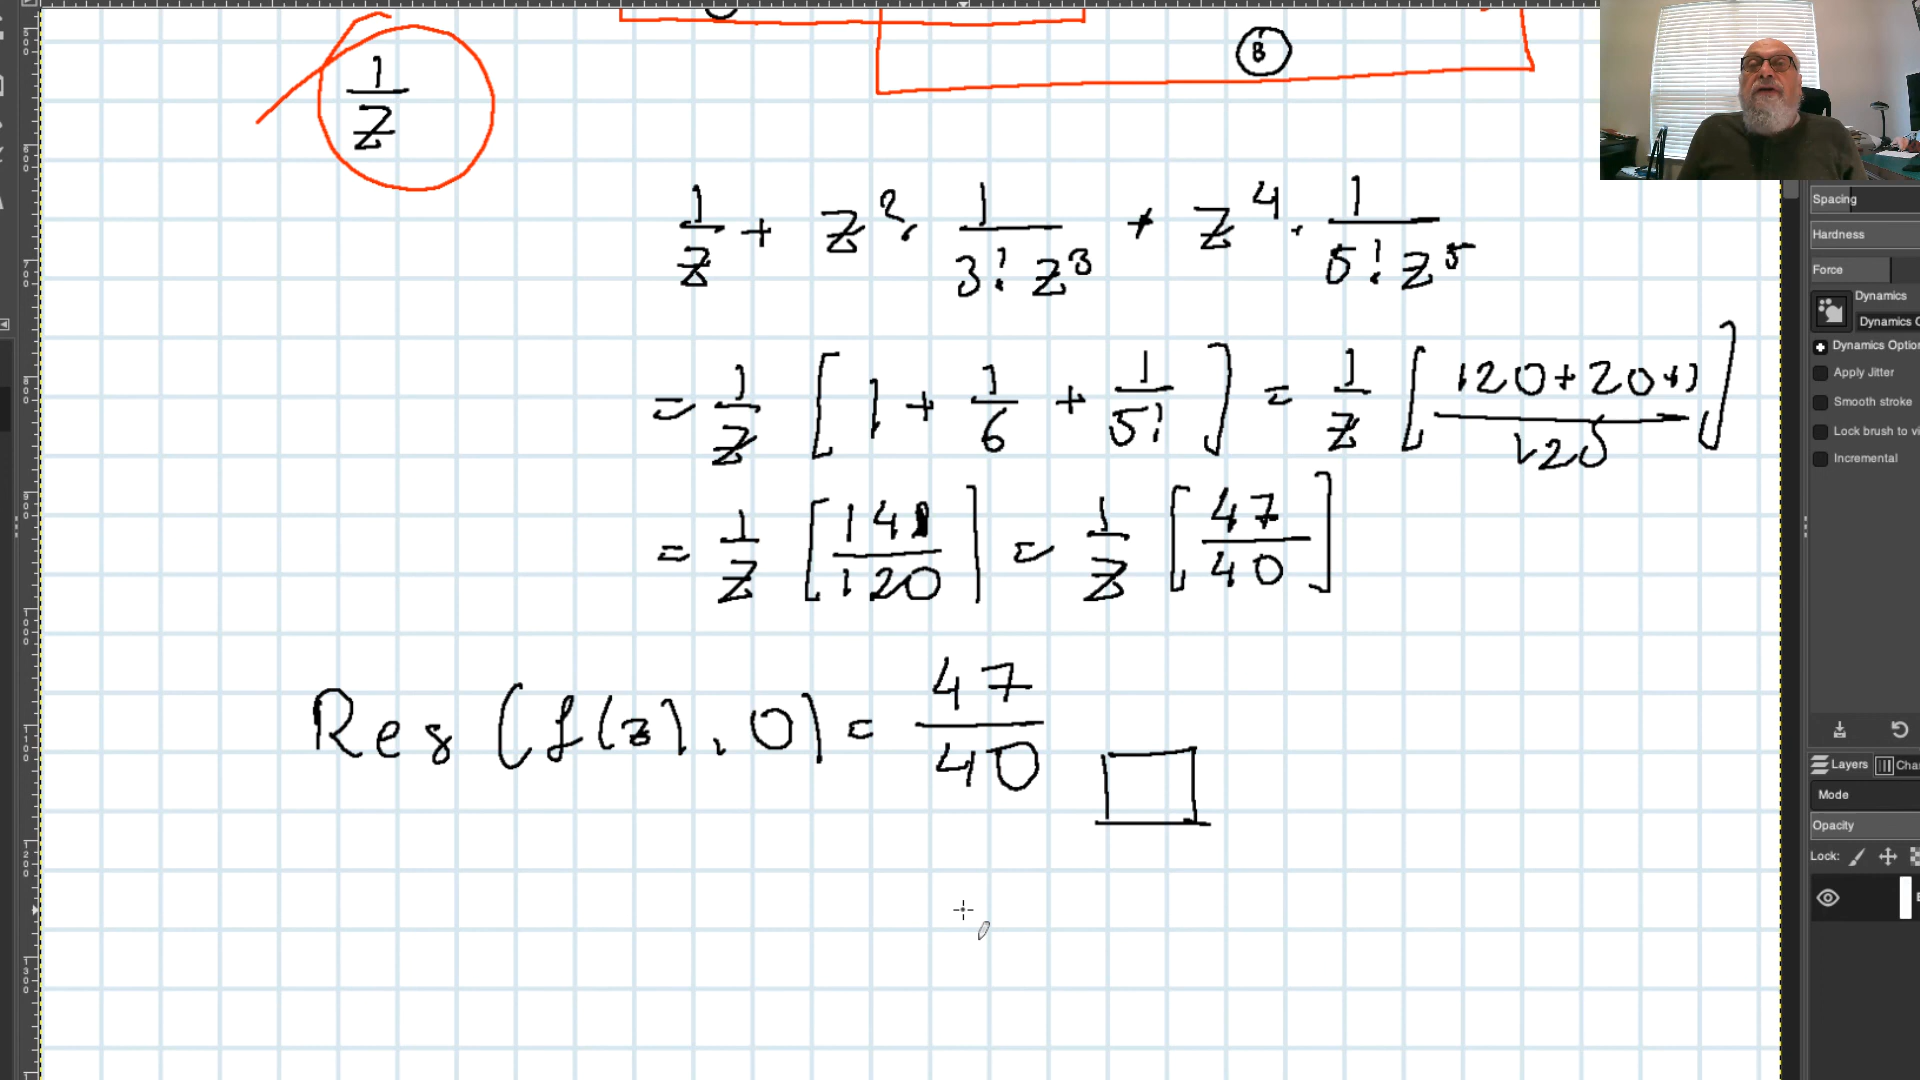 B
1/z
1/z + z² · 1/(3! z³) + z⁴ · 1/(5! z⁵)
= 1/z [ 1 + 1/6 + 1/5! ] = 1/z [ (120+20+1)/120 ]
= 1/z [ 141/120 ] = 1/z [ 47/40 ]
Res (f(z), 0) = 47/40
Spacing
Hardness
Force
Dynamics
Dynamics O
Dynamics Option
Apply Jitter
Smooth stroke
Lock brush to vi
Incremental
Layers Chan
Mode
Opacity
Lock: